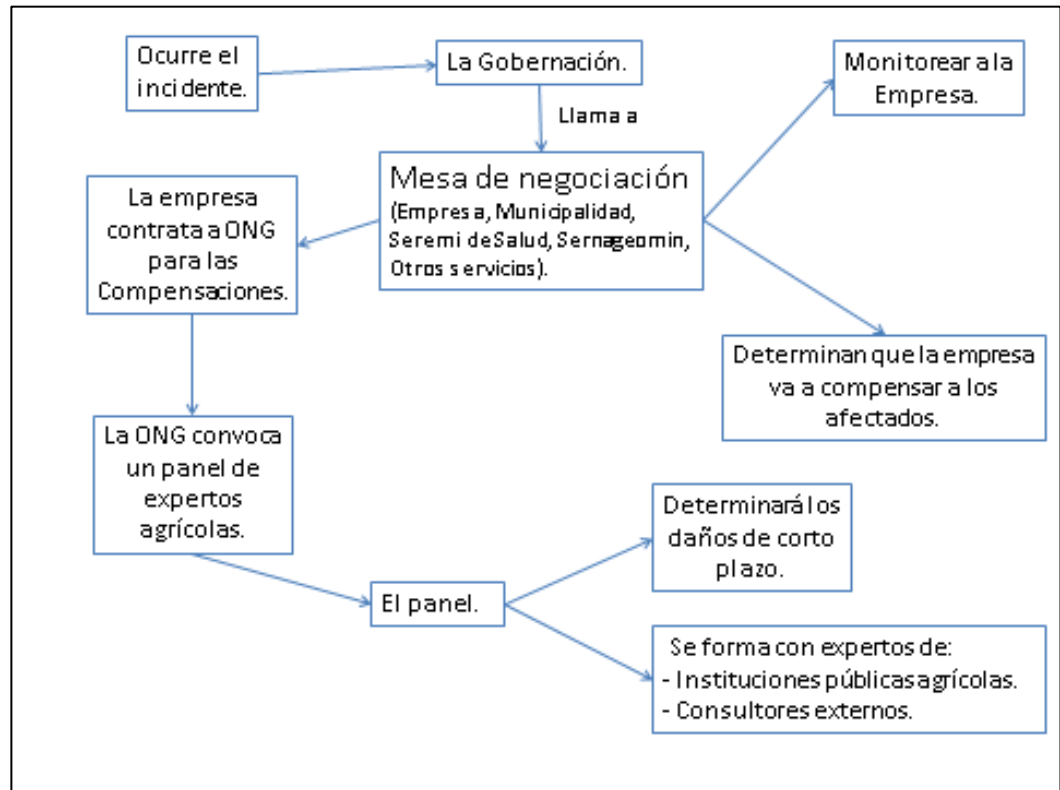 Ocurre el
incidente.
La Gobernación.
Llama a
Monitorear a la
Empresa.
Mesa de negociación
(Empresa, Municipalidad,
Seremi de Salud, Sernageomin,
Otros servicios).
La empresa
contrata a ONG
para las
Compensaciones.
Determinan que la empresa
va a compensar a los
afectados.
La ONG convoca
un panel de
expertos
agrícolas.
El panel.
Determinará los
daños de corto
plazo.
Se forma con expertos de:
- Instituciones públicas agrícolas.
- Consultores externos.